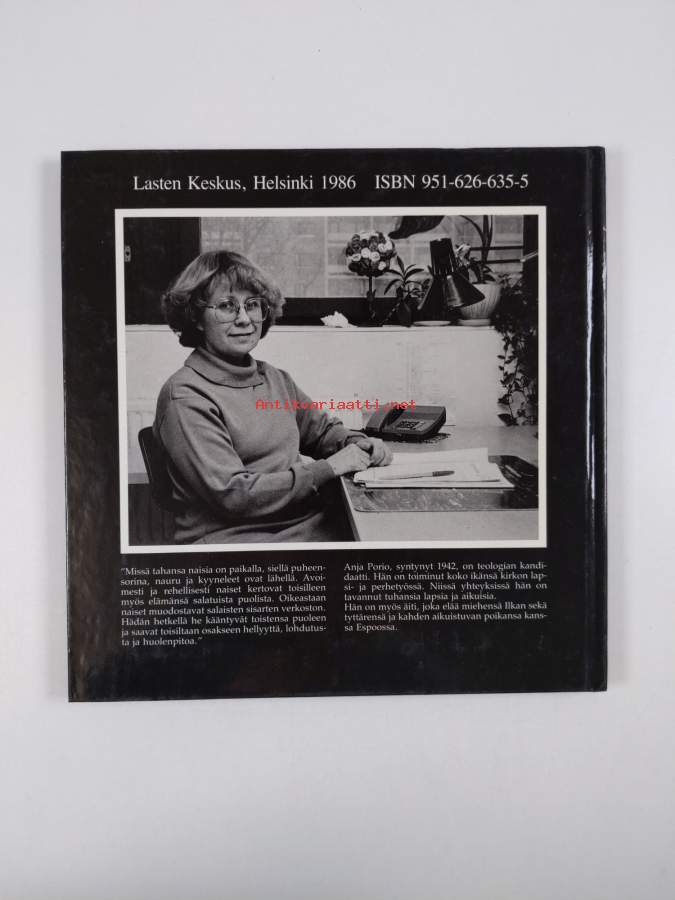 Lasten Keskus, Helsinki 1986 ISBN 951-626-635-5
Antikvariaatti.net
"Missä tahansa naisia on paikalla, siellä puheen-
sorina, nauru ja kyyneleet ovat lähellä. Avoi-
mesti ja rehellisesti naiset kertovat toisilleen
myös elämänsä salatuista puolista. Oikeastaan
naiset muodostavat salaisten sisarten verkoston.
Hädän hetkellä he kääntyvät toistensa puoleen
ja saavat toisiltaan osakseen hellyyttä, lohdutus-
ta ja huolenpitoa."
Anja Porio, syntynyt 1942, on teologian kandi-
daatti. Hän on toiminut koko ikänsä kirkon lap-
si- ja perhetyössä. Niissä yhteyksissä hän on
tavannut tuhansia lapsia ja aikuisia.
Hän on myös äiti, joka elää miehensä Ilkan sekä
tyttärensä ja kahden aikuistuvan poikansa kans-
sa Espoossa.